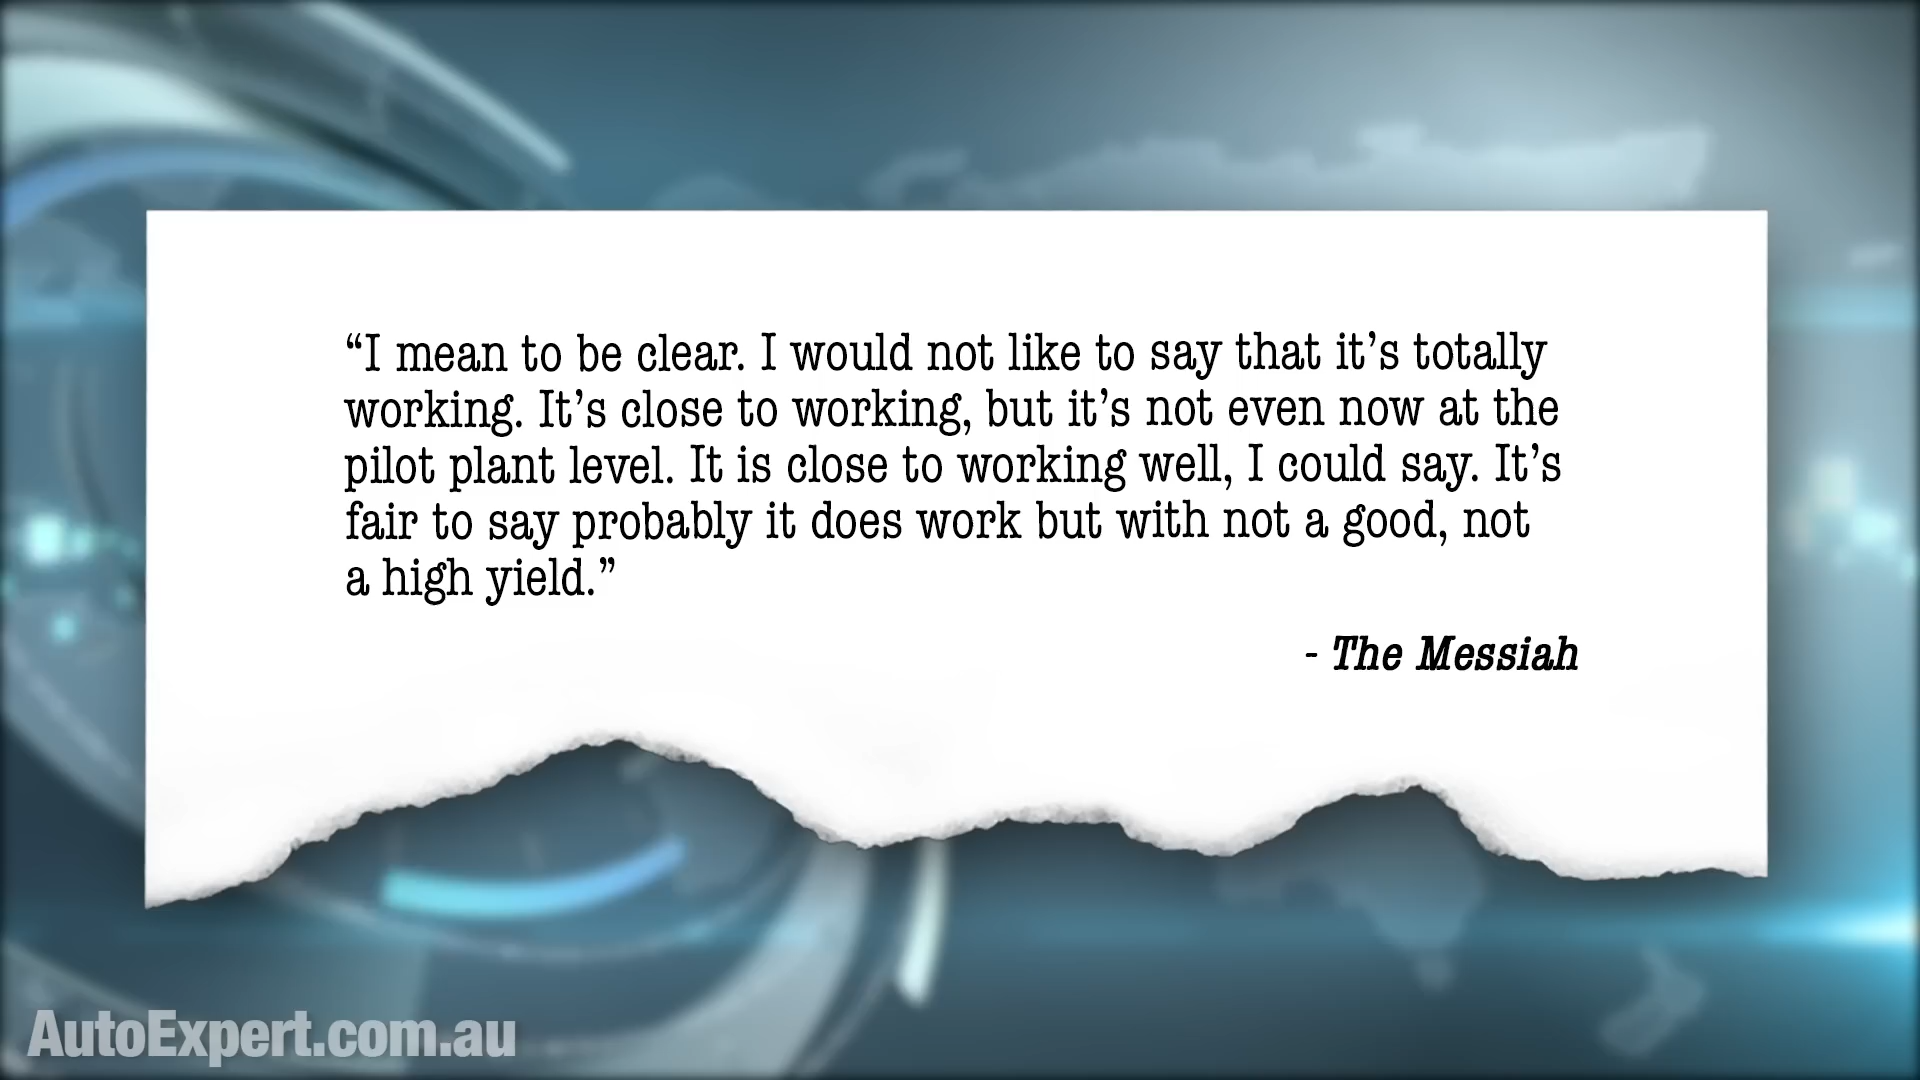 “I mean to be clear. I would not like to say that it’s totally
working. It’s close to working, but it’s not even now at the
pilot plant level. It is close to working well, I could say. It’s
fair to say probably it does work but with not a good, not
a high yield.”
- The Messiah
AutoExpert.com.au